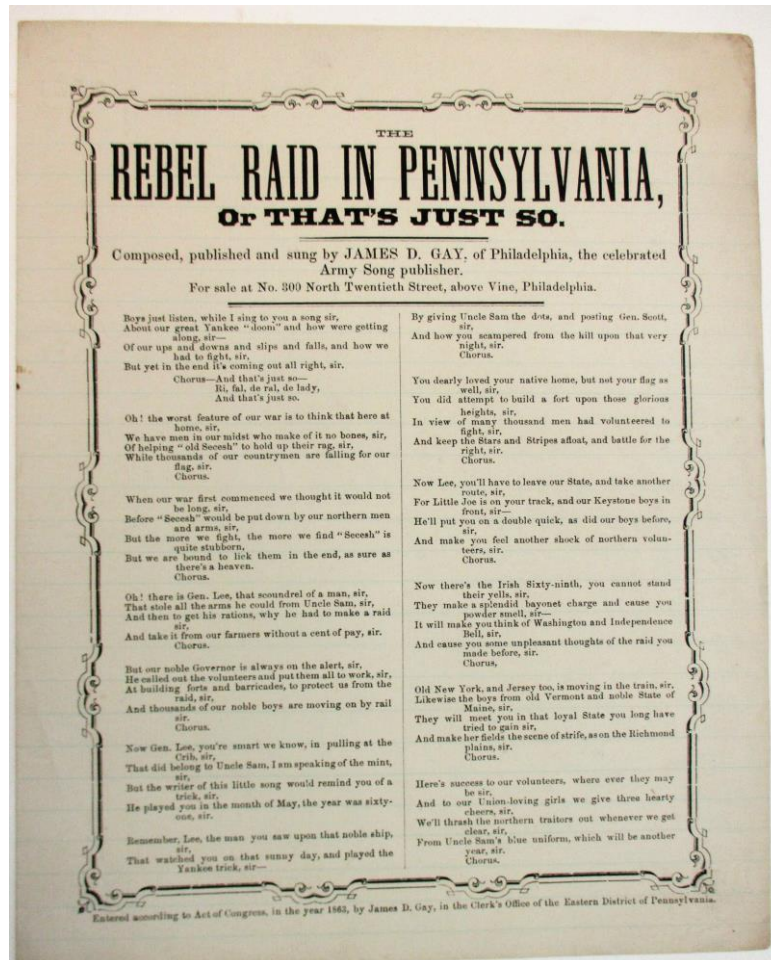 THE
REBEL RAID IN PENNSYLVANIA,
Or THAT'S JUST SO.
Composed, published and sung by JAMES D. GAY, of Philadelphia, the celebrated
Army Song publisher.
For sale at No. 300 North Twentieth Street, above Vine, Philadelphia.
Boys just listen, while I sing to you a song sir,
About our great Yankee "doom" and how were getting
along, sir—
Of our ups and downs and slips and falls, and how we
had to fight, sir,
But yet in the end it's coming out all right, sir.
Chorus—And that's just so—
Ri, fal, de ral, de lady,
And that's just so.
Oh! the worst feature of our war is to think that here at
home, sir,
We have men in our midst who make of it no bones, sir,
Of helping "old Secesh" to hold up their rag, sir,
While thousands of our countrymen are falling for our
flag, sir.
Chorus.
When our war first commenced we thought it would not
be long, sir,
Before "Secesh" would be put down by our northern men
and arms, sir,
But the more we fight, the more we find "Secesh" is
quite stubborn,
But we are bound to lick them in the end, as sure as
there's a heaven.
Chorus.
Oh! there is Gen. Lee, that scoundrel of a man, sir,
That stole all the arms he could from Uncle Sam, sir,
And then to get his rations, why he had to make a raid
sir,
And take it from our farmers without a cent of pay, sir.
Chorus.
But our noble Governor is always on the alert, sir,
He called out the volunteers and put them all to work, sir,
At building forts and barricades, to protect us from the
raid, sir,
And thousands of our noble boys are moving on by rail
sir.
Chorus.
Now Gen. Lee, you're smart we know, in pulling at the
Crib, sir,
That did belong to Uncle Sam, I am speaking of the mint,
sir,
But the writer of this little song would remind you of a
trick, sir,
He played you in the month of May, the year was sixty-
one, sir.
Remember, Lee, the man you saw upon that noble ship,
sir,
That watched you on that sunny day, and played the
Yankee trick, sir—
By giving Uncle Sam the dots, and posting Gen. Scott,
sir,
And how you scampered from the hill upon that very
night, sir.
Chorus.
You dearly loved your native home, but not your flag as
well, sir,
You did attempt to build a fort upon those glorious
heights, sir,
In view of many thousand men had volunteered to
fight, sir,
And keep the Stars and Stripes afloat, and battle for the
right, sir.
Chorus.
Now Lee, you'll have to leave our State, and take another
route, sir,
For Little Joe is on your track, and our Keystone boys in
front, sir—
He'll put you on a double quick, as did our boys before,
sir,
And make you feel another shock of northern volun-
teers, sir.
Chorus.
Now there's the Irish Sixty-ninth, you cannot stand
their yells, sir,
They make a splendid bayonet charge and cause you
powder smell, sir—
It will make you think of Washington and Independence
Bell, sir,
And cause you some unpleasant thoughts of the raid you
made before, sir.
Chorus,
Old New York, and Jersey too, is moving in the train, sir,
Likewise the boys from old Vermont and noble State of
Maine, sir,
They will meet you in that loyal State you long have
tried to gain sir,
And make her fields the scene of strife, as on the Richmond
plains, sir.
Chorus.
Here's success to our volunteers, where ever they may
be sir,
And to our Union-loving girls we give three hearty
cheers, sir,
We'll thrash the northern traitors out whenever we get
clear, sir,
From Uncle Sam's blue uniform, which will be another
year, sir.
Chorus.
Entered according to Act of Congress, in the year 1863, by James D. Gay, in the Clerk's Office of the Eastern District of Pennsylvania.